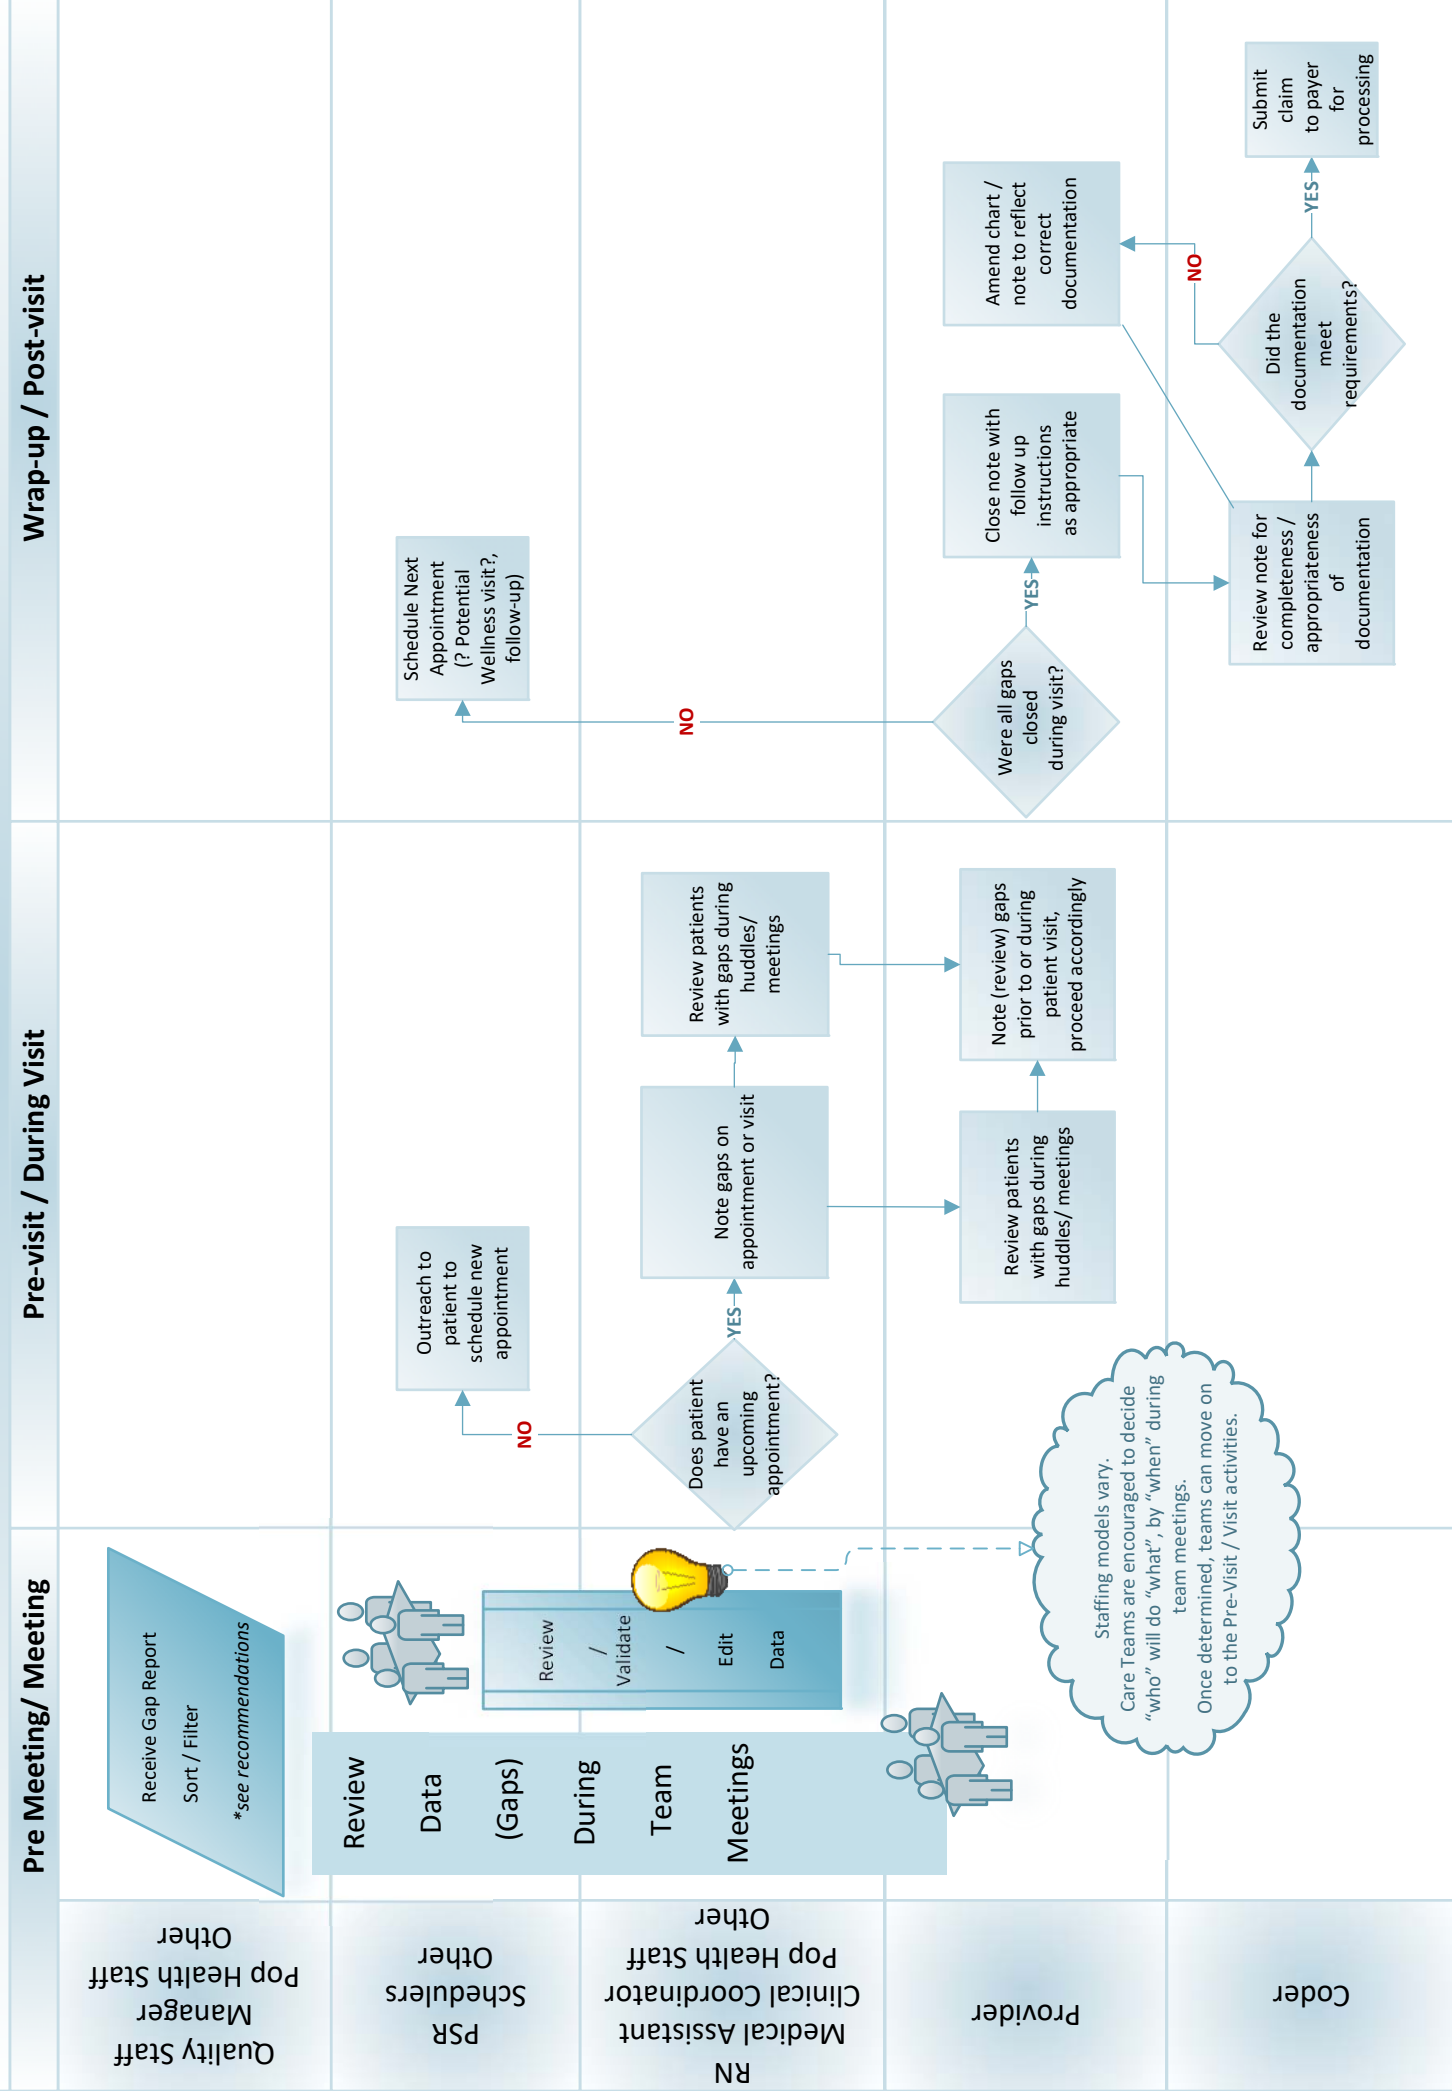 Pre Meeting/ Meeting
Pre-visit / During Visit
Wrap-up / Post-visit
Quality Staff
Manager
Pop Health Staff
Other
Receive Gap Report
Sort / Filter
*see recommendations
PSR
Schedulers
Other
Outreach to
patient to
schedule new
appointment
Schedule Next
Appointment
(? Potential
Wellness visit?,
follow-up)
RN
Medical Assistant
Clinical Coordinator
Pop Health Staff
Other
Review
Data
(Gaps)
During
Team
Meetings
Review
/
Validate
/
Edit
Data
NO
Does patient
have an
upcoming
appointment?
YES
Note gaps on
appointment or visit
Review patients
with gaps during
huddles/
meetings
NO
Provider
Review patients
with gaps during
huddles/ meetings
Note (review) gaps
prior to or during
patient visit,
proceed accordingly
Were all gaps
closed
during visit?
YES
Close note with
follow up
instructions
as appropriate
Amend chart /
note to reflect
correct
documentation
Staffing models vary.
Care Teams are encouraged to decide
“who” will do “what”, by “when” during
team meetings.
Once determined, teams can move on
to the Pre-Visit / Visit activities.
Coder
Review note for
completeness /
appropriateness
of
documentation
Did the
documentation
meet
requirements?
NO
YES
Submit
claim
to payer
for
processing